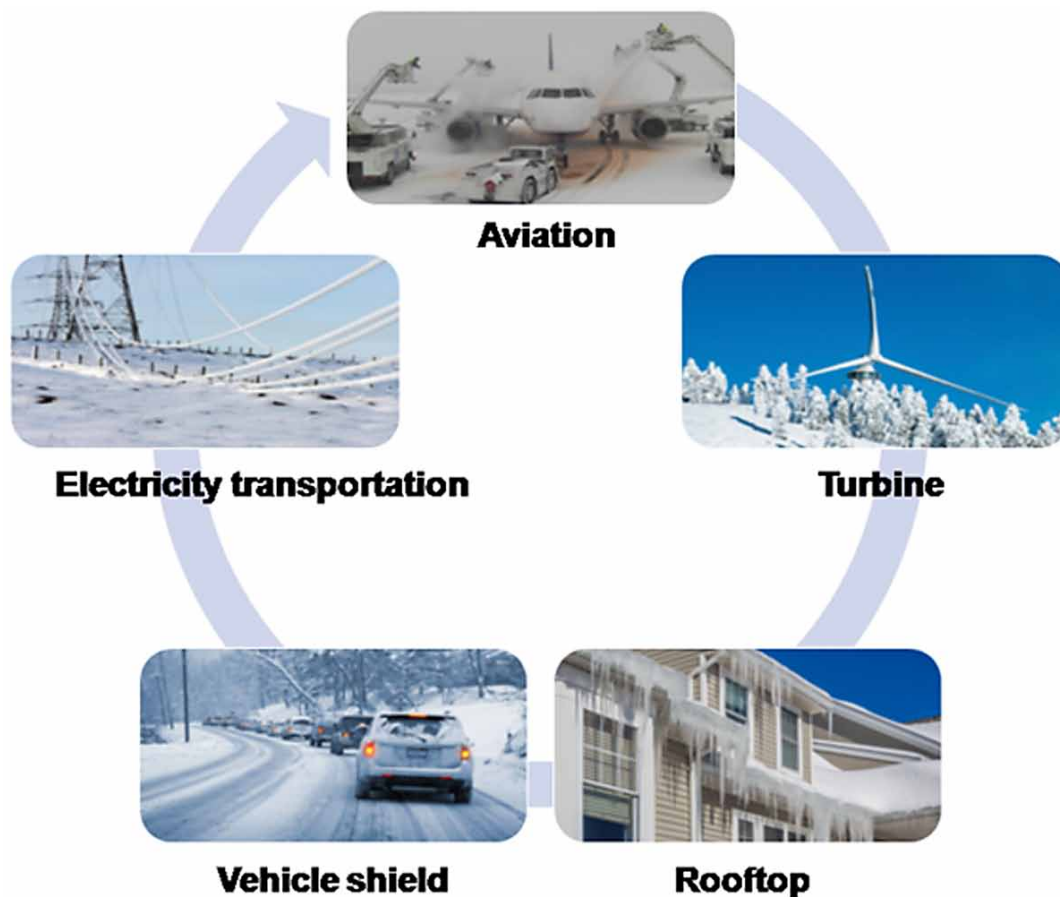 Aviation
Electricity transportation
Turbine
Vehicle shield
Rooftop